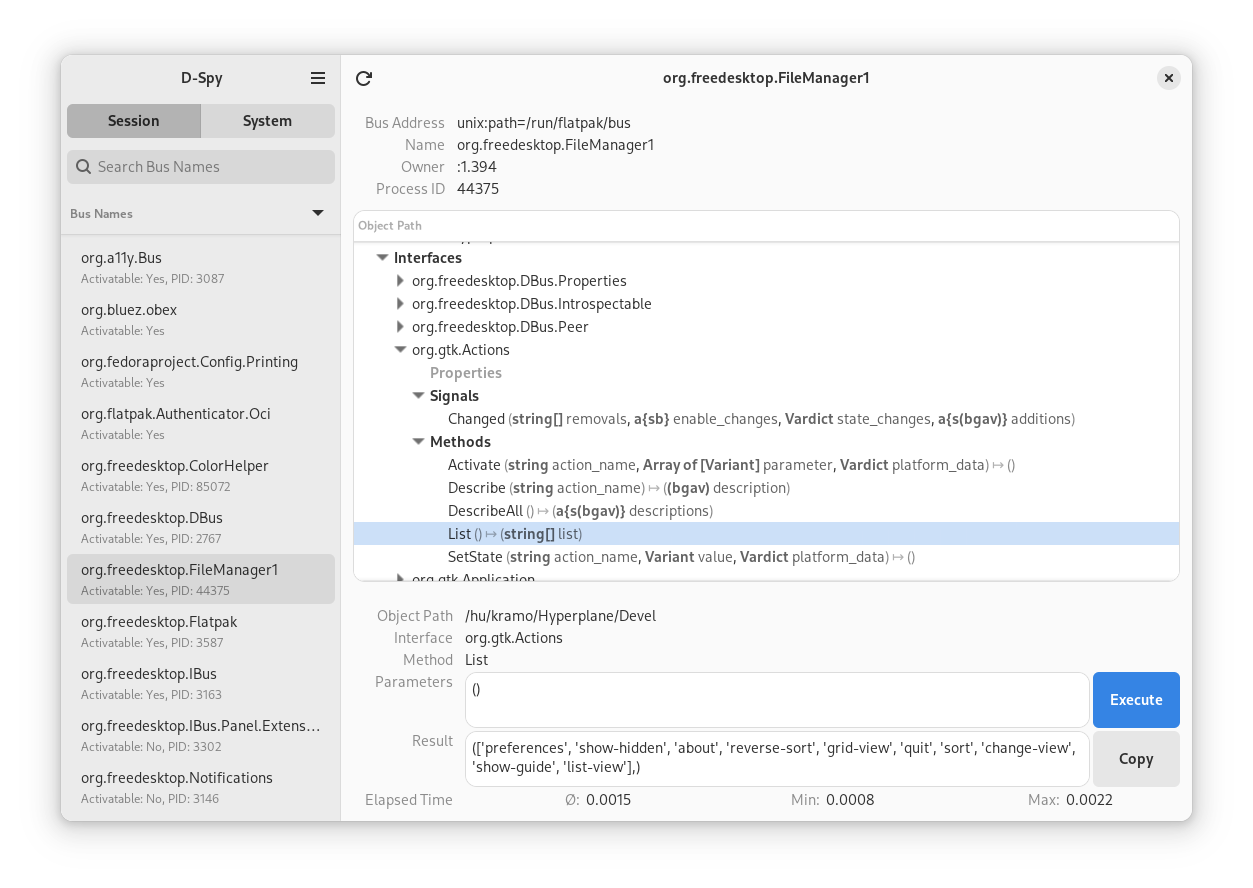 D-Spy
Session System
Search Bus Names
Bus Names
org.a11y.Bus
Activatable: Yes, PID: 3087
org.bluez.obex
Activatable: Yes
org.fedoraproject.Config.Printing
Activatable: Yes
org.flatpak.Authenticator.Oci
Activatable: Yes
org.freedesktop.ColorHelper
Activatable: Yes, PID: 85072
org.freedesktop.DBus
Activatable: Yes, PID: 2767
org.freedesktop.FileManager1
Activatable: Yes, PID: 44375
org.freedesktop.Flatpak
Activatable: Yes, PID: 3587
org.freedesktop.IBus
Activatable: Yes, PID: 3163
org.freedesktop.IBus.Panel.Extens…
Activatable: No, PID: 3302
org.freedesktop.Notifications
Activatable: No, PID: 3146
org.freedesktop.FileManager1
Bus Address unix:path=/run/flatpak/bus
Name org.freedesktop.FileManager1
Owner :1.394
Process ID 44375
Object Path
Interfaces
org.freedesktop.DBus.Properties
org.freedesktop.DBus.Introspectable
org.freedesktop.DBus.Peer
org.gtk.Actions
Properties
Signals
Changed (string[] removals, a{sb} enable_changes, Vardict state_changes, a{s(bgav)} additions)
Methods
Activate (string action_name, Array of [Variant] parameter, Vardict platform_data) ↦ ()
Describe (string action_name) ↦ ((bgav) description)
DescribeAll () ↦ (a{s(bgav)} descriptions)
List () ↦ (string[] list)
SetState (string action_name, Variant value, Vardict platform_data) ↦ ()
org.gtk.Application
Object Path /hu/kramo/Hyperplane/Devel
Interface org.gtk.Actions
Method List
Parameters ()
Execute
Result (['preferences', 'show-hidden', 'about', 'reverse-sort', 'grid-view', 'quit', 'sort', 'change-view',
'show-guide', 'list-view'],)
Copy
Elapsed Time Ø: 0.0015 Min: 0.0008 Max: 0.0022